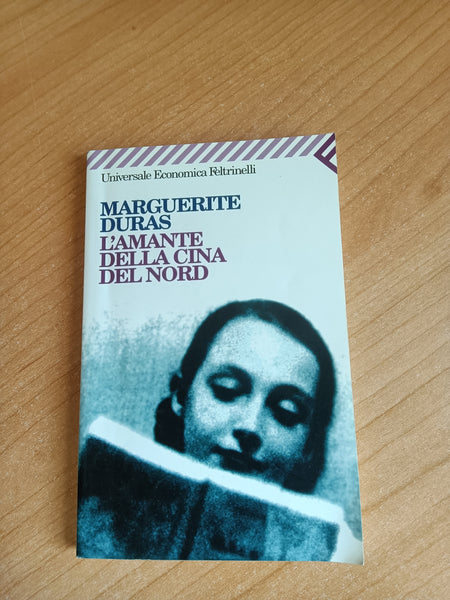 Universale Economica Feltrinelli
MARGUERITE
DURAS
L'AMANTE
DELLA CINA
DEL NORD